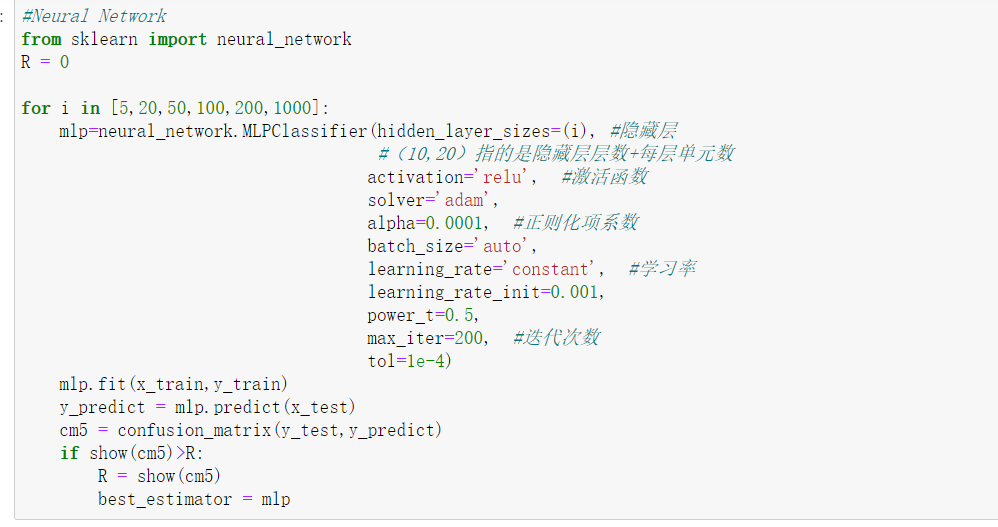 :
#Neural Network
from sklearn import neural_network
R = 0
for i in [5,20,50,100,200,1000]:
    mlp=neural_network.MLPClassifier(hidden_layer_sizes=(i), #隐藏层
                                     #（10,20）指的是隐藏层层数+每层单元数
                                    activation='relu',  #激活函数
                                    solver='adam',
                                    alpha=0.0001,  #正则化项系数
                                    batch_size='auto',
                                    learning_rate='constant',  #学习率
                                    learning_rate_init=0.001,
                                    power_t=0.5,
                                    max_iter=200,  #迭代次数
                                    tol=1e-4)
    mlp.fit(x_train,y_train)
    y_predict = mlp.predict(x_test)
    cm5 = confusion_matrix(y_test,y_predict)
    if show(cm5)>R:
        R = show(cm5)
        best_estimator = mlp